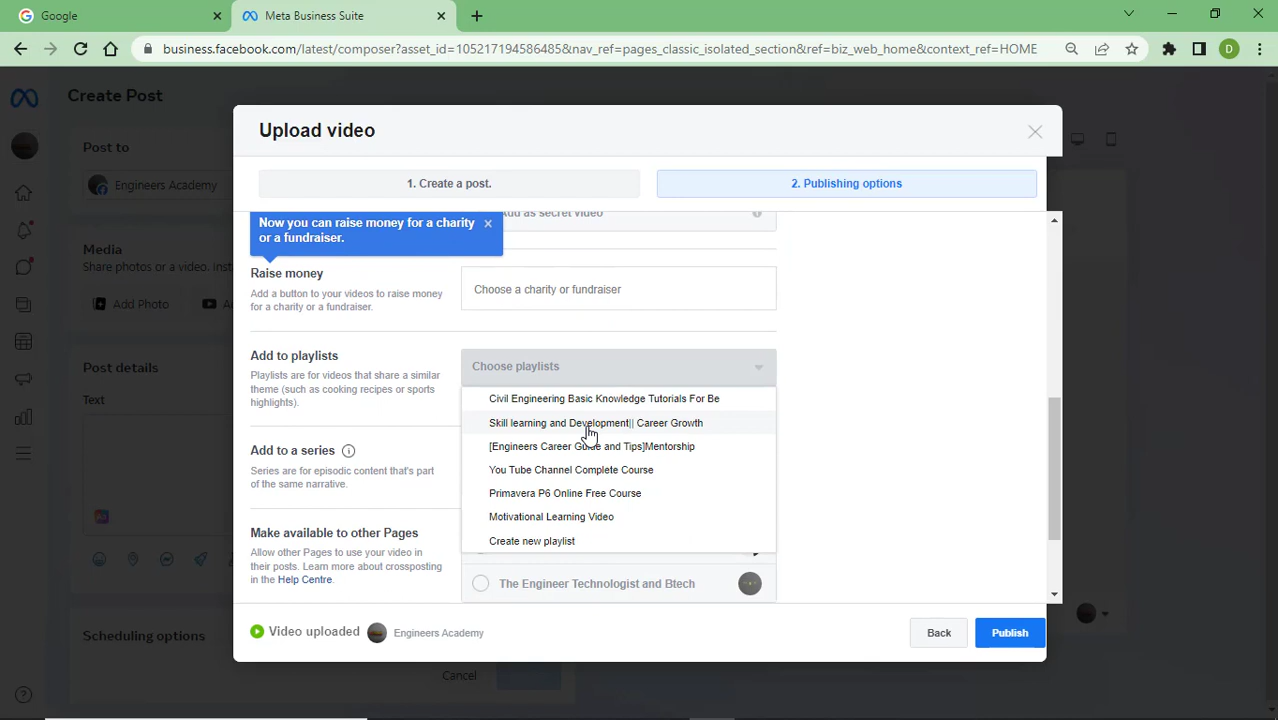 Google
Meta Business Suite
business.facebook.com/latest/composer?asset_id=105217194586485&nav_ref=pages_classic_isolated_section&ref=biz_web_home&context_ref=HOME
D
Create Post
Upload video
Post to
Engineers Academy
1. Create a post.
2. Publishing options
Add as secret video
Now you can raise money for a charity
or a fundraiser.
Media
Share photos or a video.
Add Photo
Raise money
Add a button to your videos to raise money
for a charity or a fundraiser.
Choose a charity or fundraiser
Add to playlists
Playlists are for videos that share a similar
theme (such as cooking recipes or sports
highlights).
Choose playlists
Civil Engineering Basic Knowledge Tutorials For Be
Skill learning and Development|| Career Growth
[Engineers Career Guide and Tips]Mentorship
You Tube Channel Complete Course
Primavera P6 Online Free Course
Motivational Learning Video
Create new playlist
Post details
Text
Add to a series
Series are for episodic content that's part
of the same narrative.
Make available to other Pages
Allow other Pages to use your video in
their posts. Learn more about crossposting
in the Help Centre.
The Engineer Technologist and Btech
Scheduling options
Video uploaded
Engineers Academy
Back
Publish
Cancel